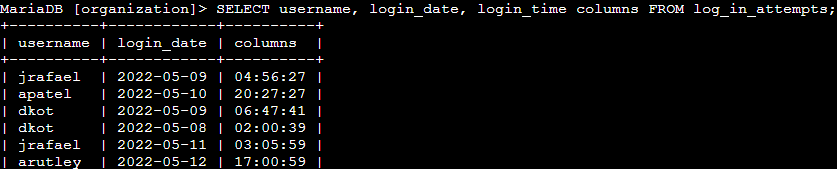 MariaDB [organization]> SELECT username, login_date, login_time columns FROM log_in_attempts;
+----------+------------+----------+
| username | login_date | columns  |
+----------+------------+----------+
| jrafael  | 2022-05-09 | 04:56:27 |
| apatel   | 2022-05-10 | 20:27:27 |
| dkot     | 2022-05-09 | 06:47:41 |
| dkot     | 2022-05-08 | 02:00:39 |
| jrafael  | 2022-05-11 | 03:05:59 |
| arutley  | 2022-05-12 | 17:00:59 |